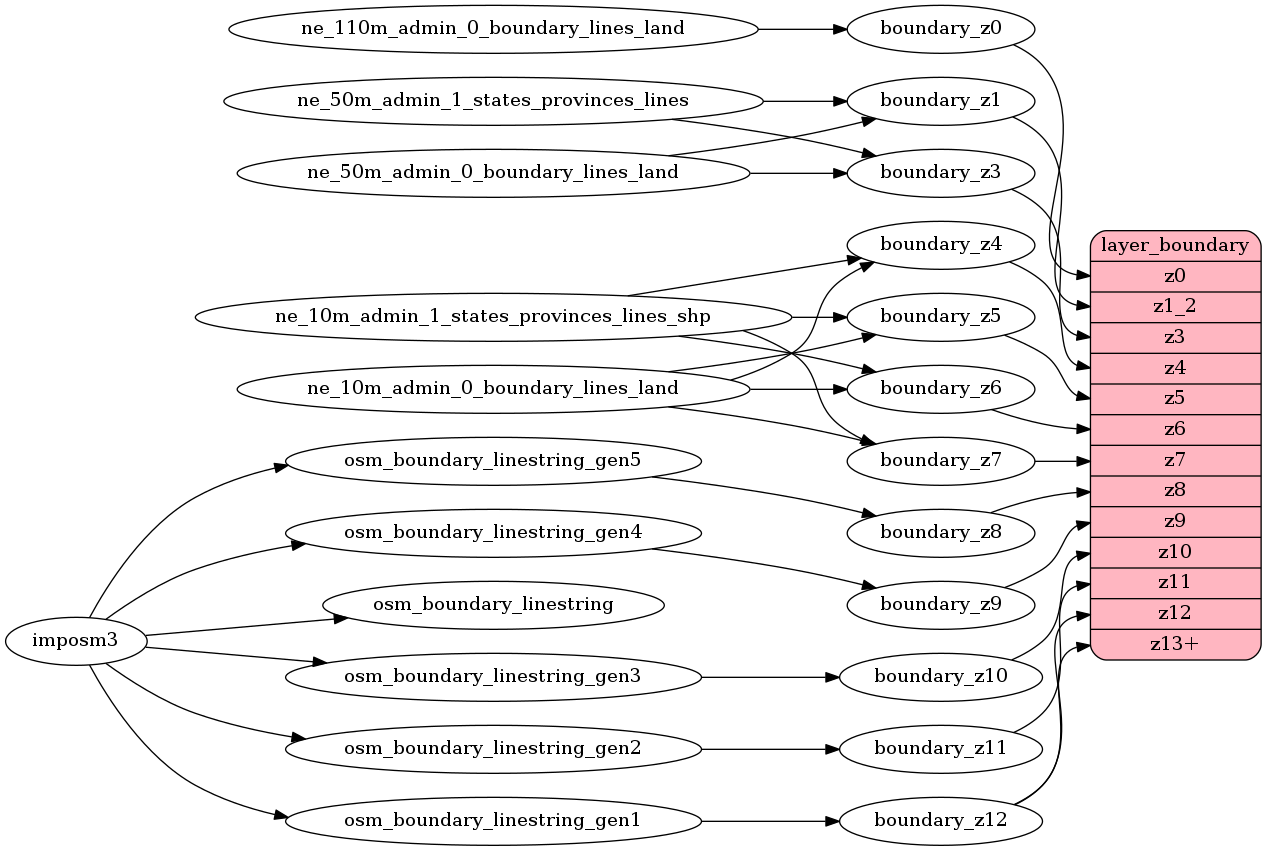 ne_110m_admin_0_boundary_lines_land
boundary_z0
ne_50m_admin_1_states_provinces_lines
boundary_z1
ne_50m_admin_0_boundary_lines_land
boundary_z3
boundary_z4
ne_10m_admin_1_states_provinces_lines_shp
boundary_z5
ne_10m_admin_0_boundary_lines_land
boundary_z6
osm_boundary_linestring_gen5
boundary_z7
osm_boundary_linestring_gen4
boundary_z8
osm_boundary_linestring
boundary_z9
imposm3
osm_boundary_linestring_gen3
boundary_z10
osm_boundary_linestring_gen2
boundary_z11
osm_boundary_linestring_gen1
boundary_z12
layer_boundary
z0
z1_2
z3
z4
z5
z6
z7
z8
z9
z10
z11
z12
z13+